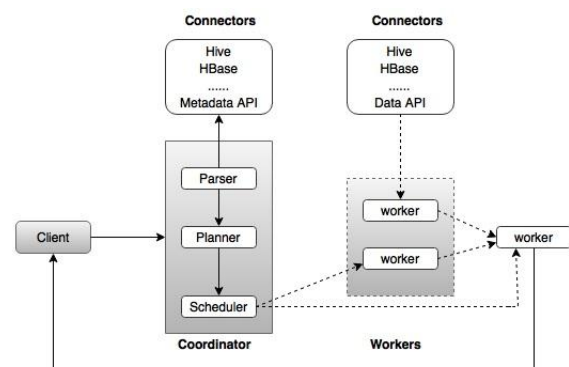 Connectors
Hive
HBase
......
Metadata API
Connectors
Hive
HBase
......
Data API
Parser
Planner
Scheduler
Client
worker
worker
worker
Coordinator
Workers